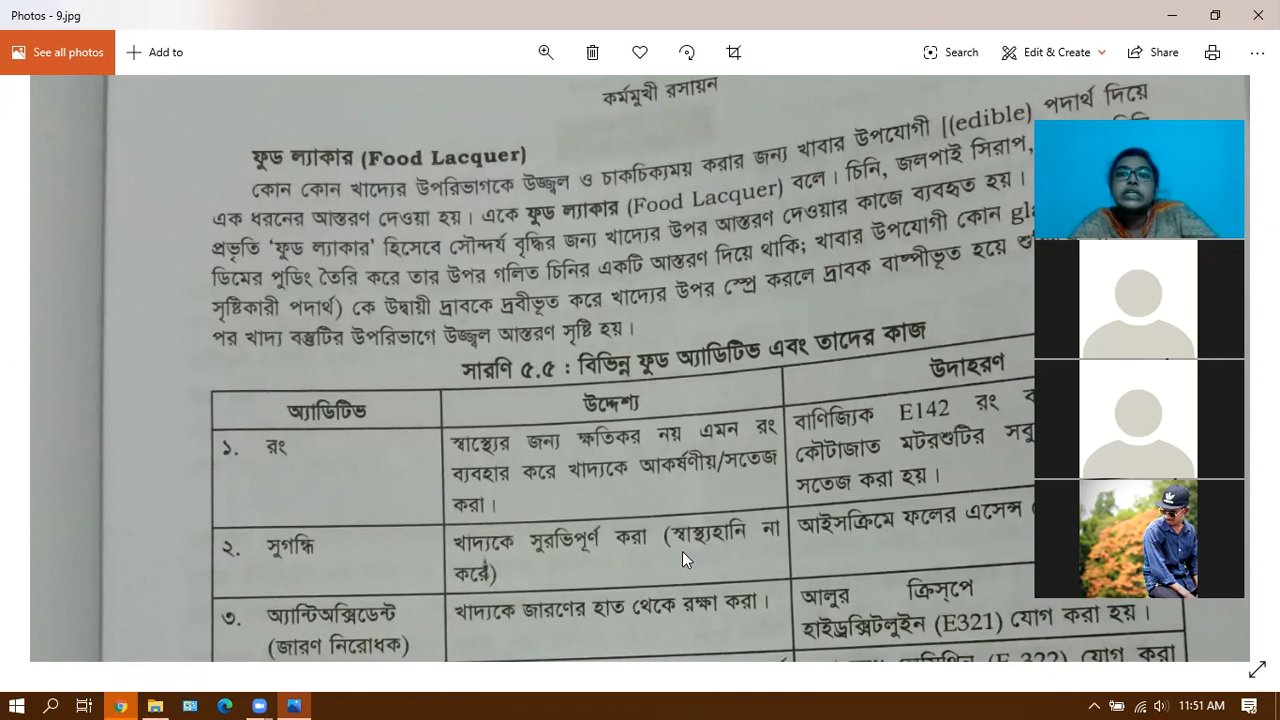 Photos - 9.jpg
See all photos
Add to
Search
Edit & Create
Share
কর্মমুখী রসায়ন
ফুড ল্যাকার (Food Lacquer)
কোন কোন খাদ্যের উপরিভাগকে উজ্জ্বল ও চাকচিক্যময় করার জন্য খাবার উপযোগী [(edible) পদার্থ দিয়ে
এক ধরনের আস্তরণ দেওয়া হয়। একে ফুড ল্যাকার (Food Lacquer) বলে। চিনি, জলপাই সিরাপ,
প্রভৃতি ‘ফুড ল্যাকার’ হিসেবে সৌন্দর্য বৃদ্ধির জন্য খাদ্যের উপর আস্তরণ দেওয়ার কাজে ব্যবহৃত হয়।
ডিমের পুডিং তৈরি করে তার উপর গলিত চিনির একটি আস্তরণ দিয়ে থাকি; খাবার উপযোগী কোন
সৃষ্টিকারী পদার্থ) কে উদ্বায়ী দ্রাবকে দ্রবীভূত করে খাদ্যের উপর স্প্রে করলে দ্রাবক বাষ্পীভূত হয়ে
পর খাদ্য বস্তুটির উপরিভাগে উজ্জ্বল আস্তরণ সৃষ্টি হয়।
সারণি ৫.৫ : বিভিন্ন ফুড অ্যাডিটিভ এবং তাদের কাজ
অ্যাডিটিভ উদ্দেশ্য উদাহরণ
১. রং
স্বাস্থ্যের জন্য ক্ষতিকর নয় এমন রং
ব্যবহার করে খাদ্যকে আকর্ষণীয়/সতেজ
করা।
বাণিজ্যিক E142 রং
কৌটাজাত মটরশুটির
সতেজ করা হয়।
২. সুগন্ধি
খাদ্যকে সুরভিপূর্ণ করা (স্বাস্থ্যহানি না
করে)
আইসক্রিমে ফলের এসেন্স
৩. অ্যান্টিঅক্সিডেন্ট
(জারণ নিরোধক)
খাদ্যকে জারণের হাত থেকে রক্ষা করা।
আলুর ক্রিস্পে
হাইড্রক্সিটলুইন (E321) যোগ করা হয়।
(E 322) যোগ করা
11:51 AM